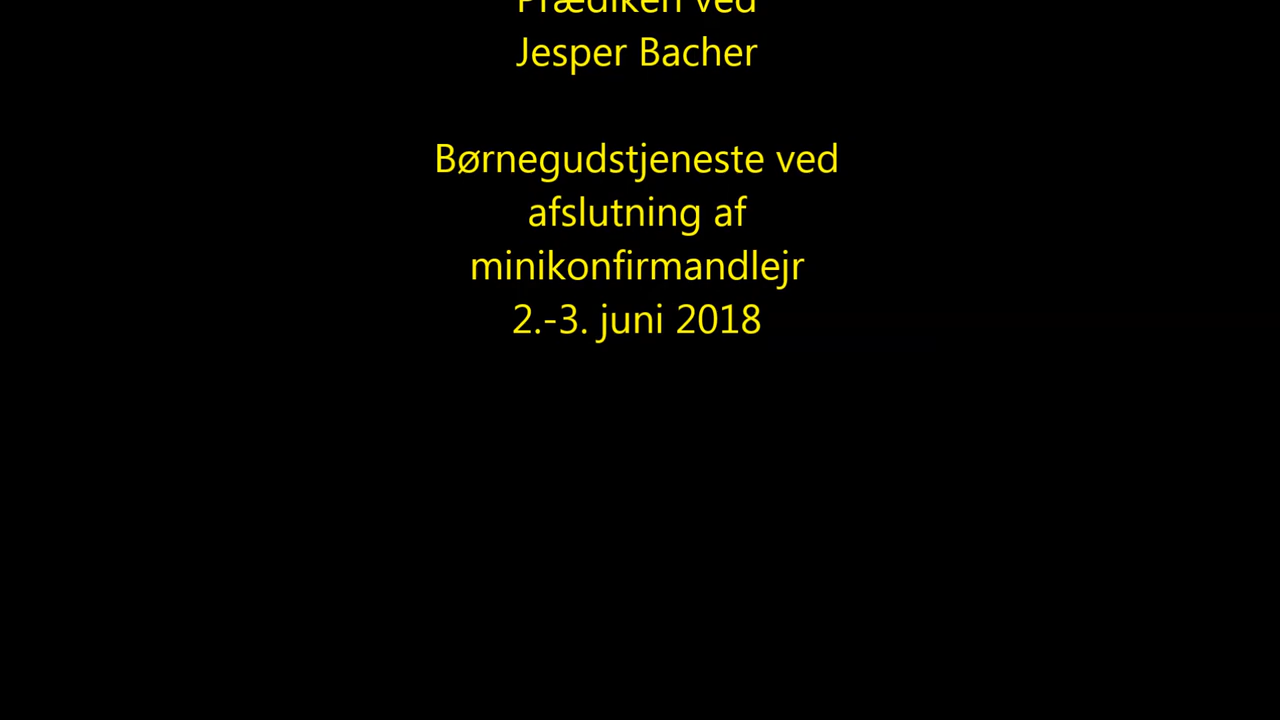 Prædiken ved
Jesper Bacher
Børnegudstjeneste ved
afslutning af
minikonfirmandlejr
2.-3. juni 2018